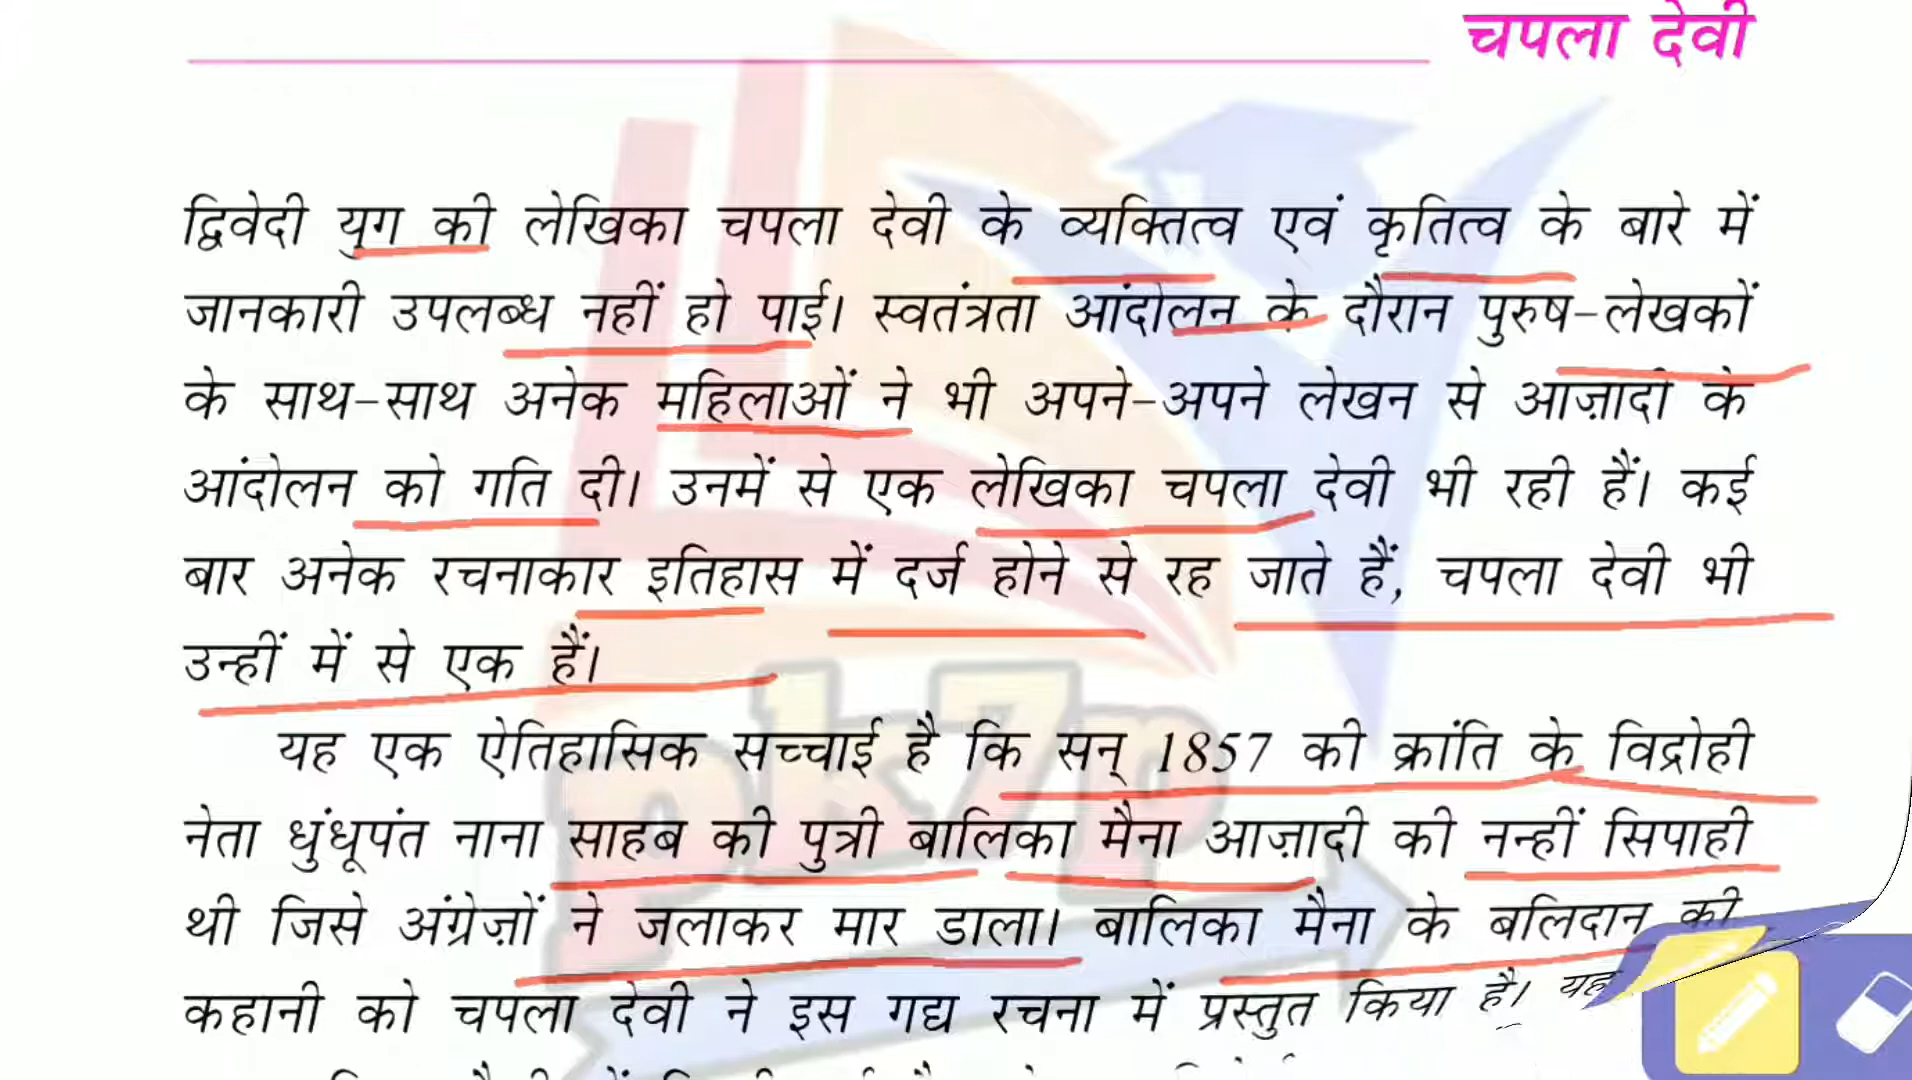 चपला देवी
द्विवेदी युग की लेखिका चपला देवी के व्यक्तित्व एवं कृतित्व के बारे में
जानकारी उपलब्ध नहीं हो पाई। स्वतंत्रता आंदोलन के दौरान पुरुष-लेखकों
के साथ-साथ अनेक महिलाओं ने भी अपने-अपने लेखन से आज़ादी के
आंदोलन को गति दी। उनमें से एक लेखिका चपला देवी भी रही हैं। कई
बार अनेक रचनाकार इतिहास में दर्ज होने से रह जाते हैं, चपला देवी भी
उन्हीं में से एक हैं।
यह एक ऐतिहासिक सच्चाई है कि सन् 1857 की क्रांति के विद्रोही
नेता धुंधूपंत नाना साहब की पुत्री बालिका मैना आज़ादी की नन्हीं सिपाही
थी जिसे अंग्रेज़ों ने जलाकर मार डाला। बालिका मैना के बलिदान की
कहानी को चपला देवी ने इस गद्य रचना में प्रस्तुत किया है। यह
pk7p